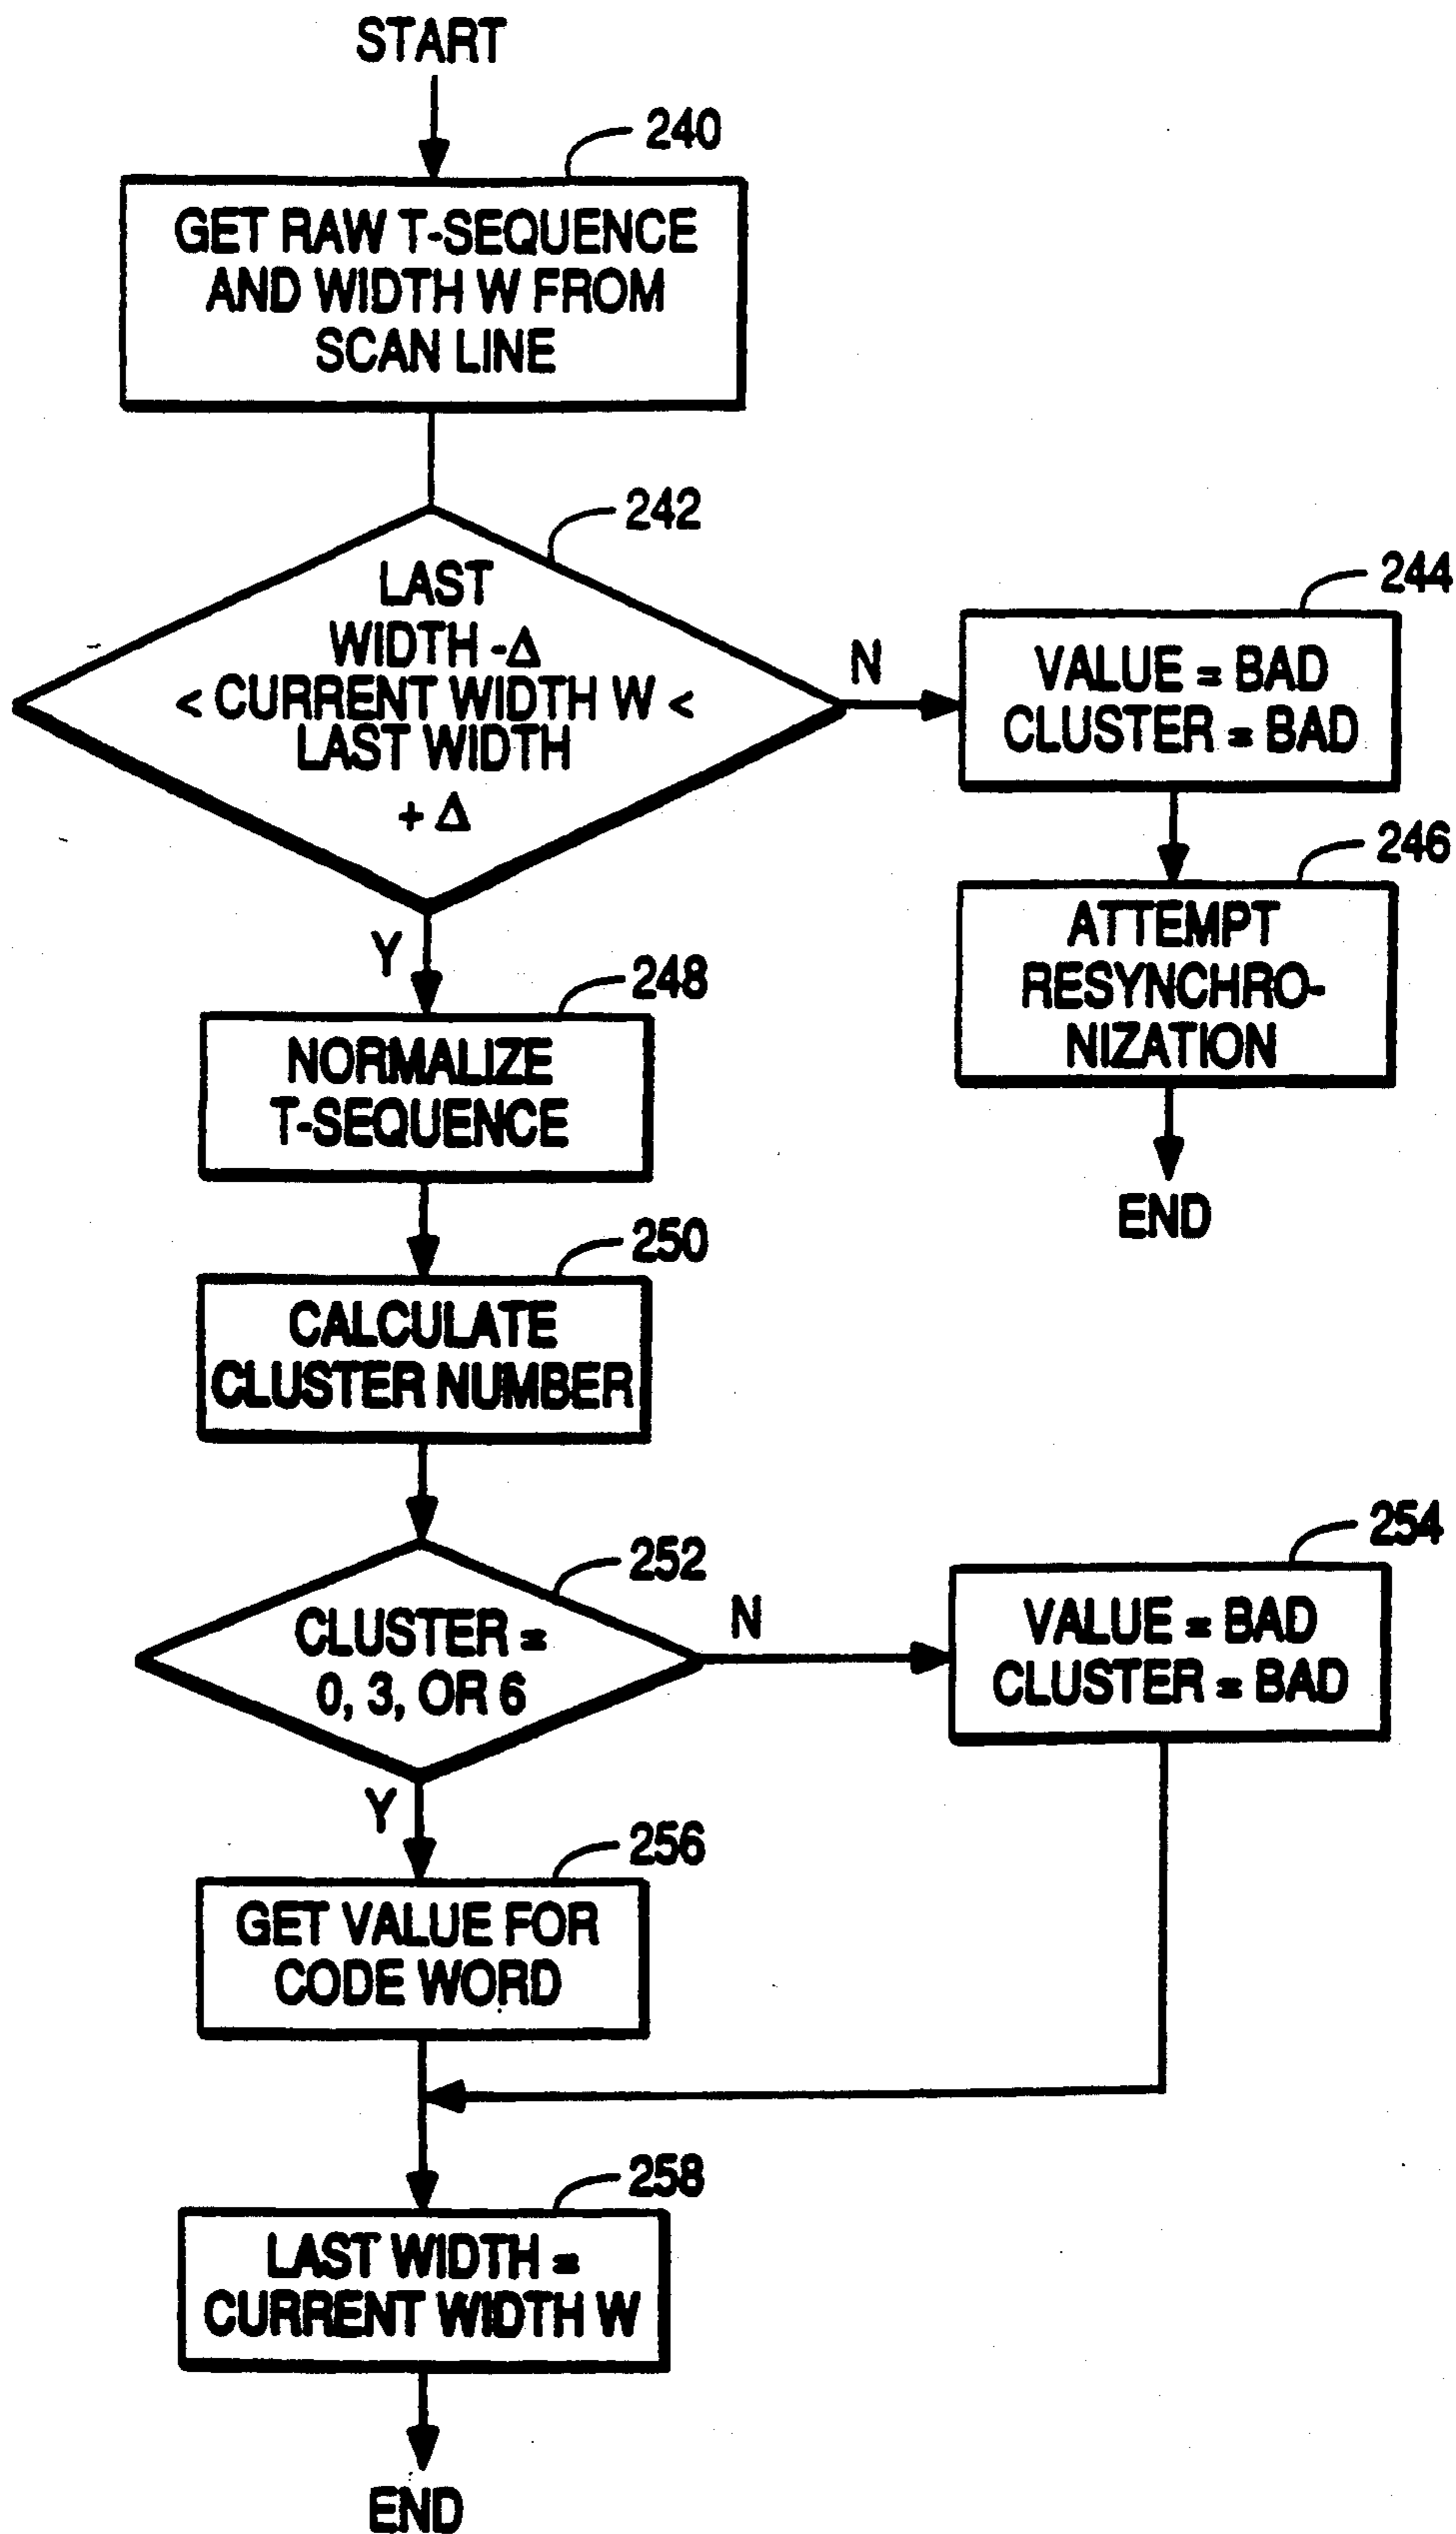 START
240
GET RAW T-SEQUENCE
AND WIDTH W FROM
SCAN LINE
242
LAST
WIDTH -Δ
< CURRENT WIDTH W <
LAST WIDTH
+ Δ
N
244
VALUE = BAD
CLUSTER = BAD
246
ATTEMPT
RESYNCHRO-
NIZATION
END
Y
248
NORMALIZE
T-SEQUENCE
250
CALCULATE
CLUSTER NUMBER
252
CLUSTER =
0, 3, OR 6
N
254
VALUE = BAD
CLUSTER = BAD
Y
256
GET VALUE FOR
CODE WORD
258
LAST WIDTH =
CURRENT WIDTH W
END